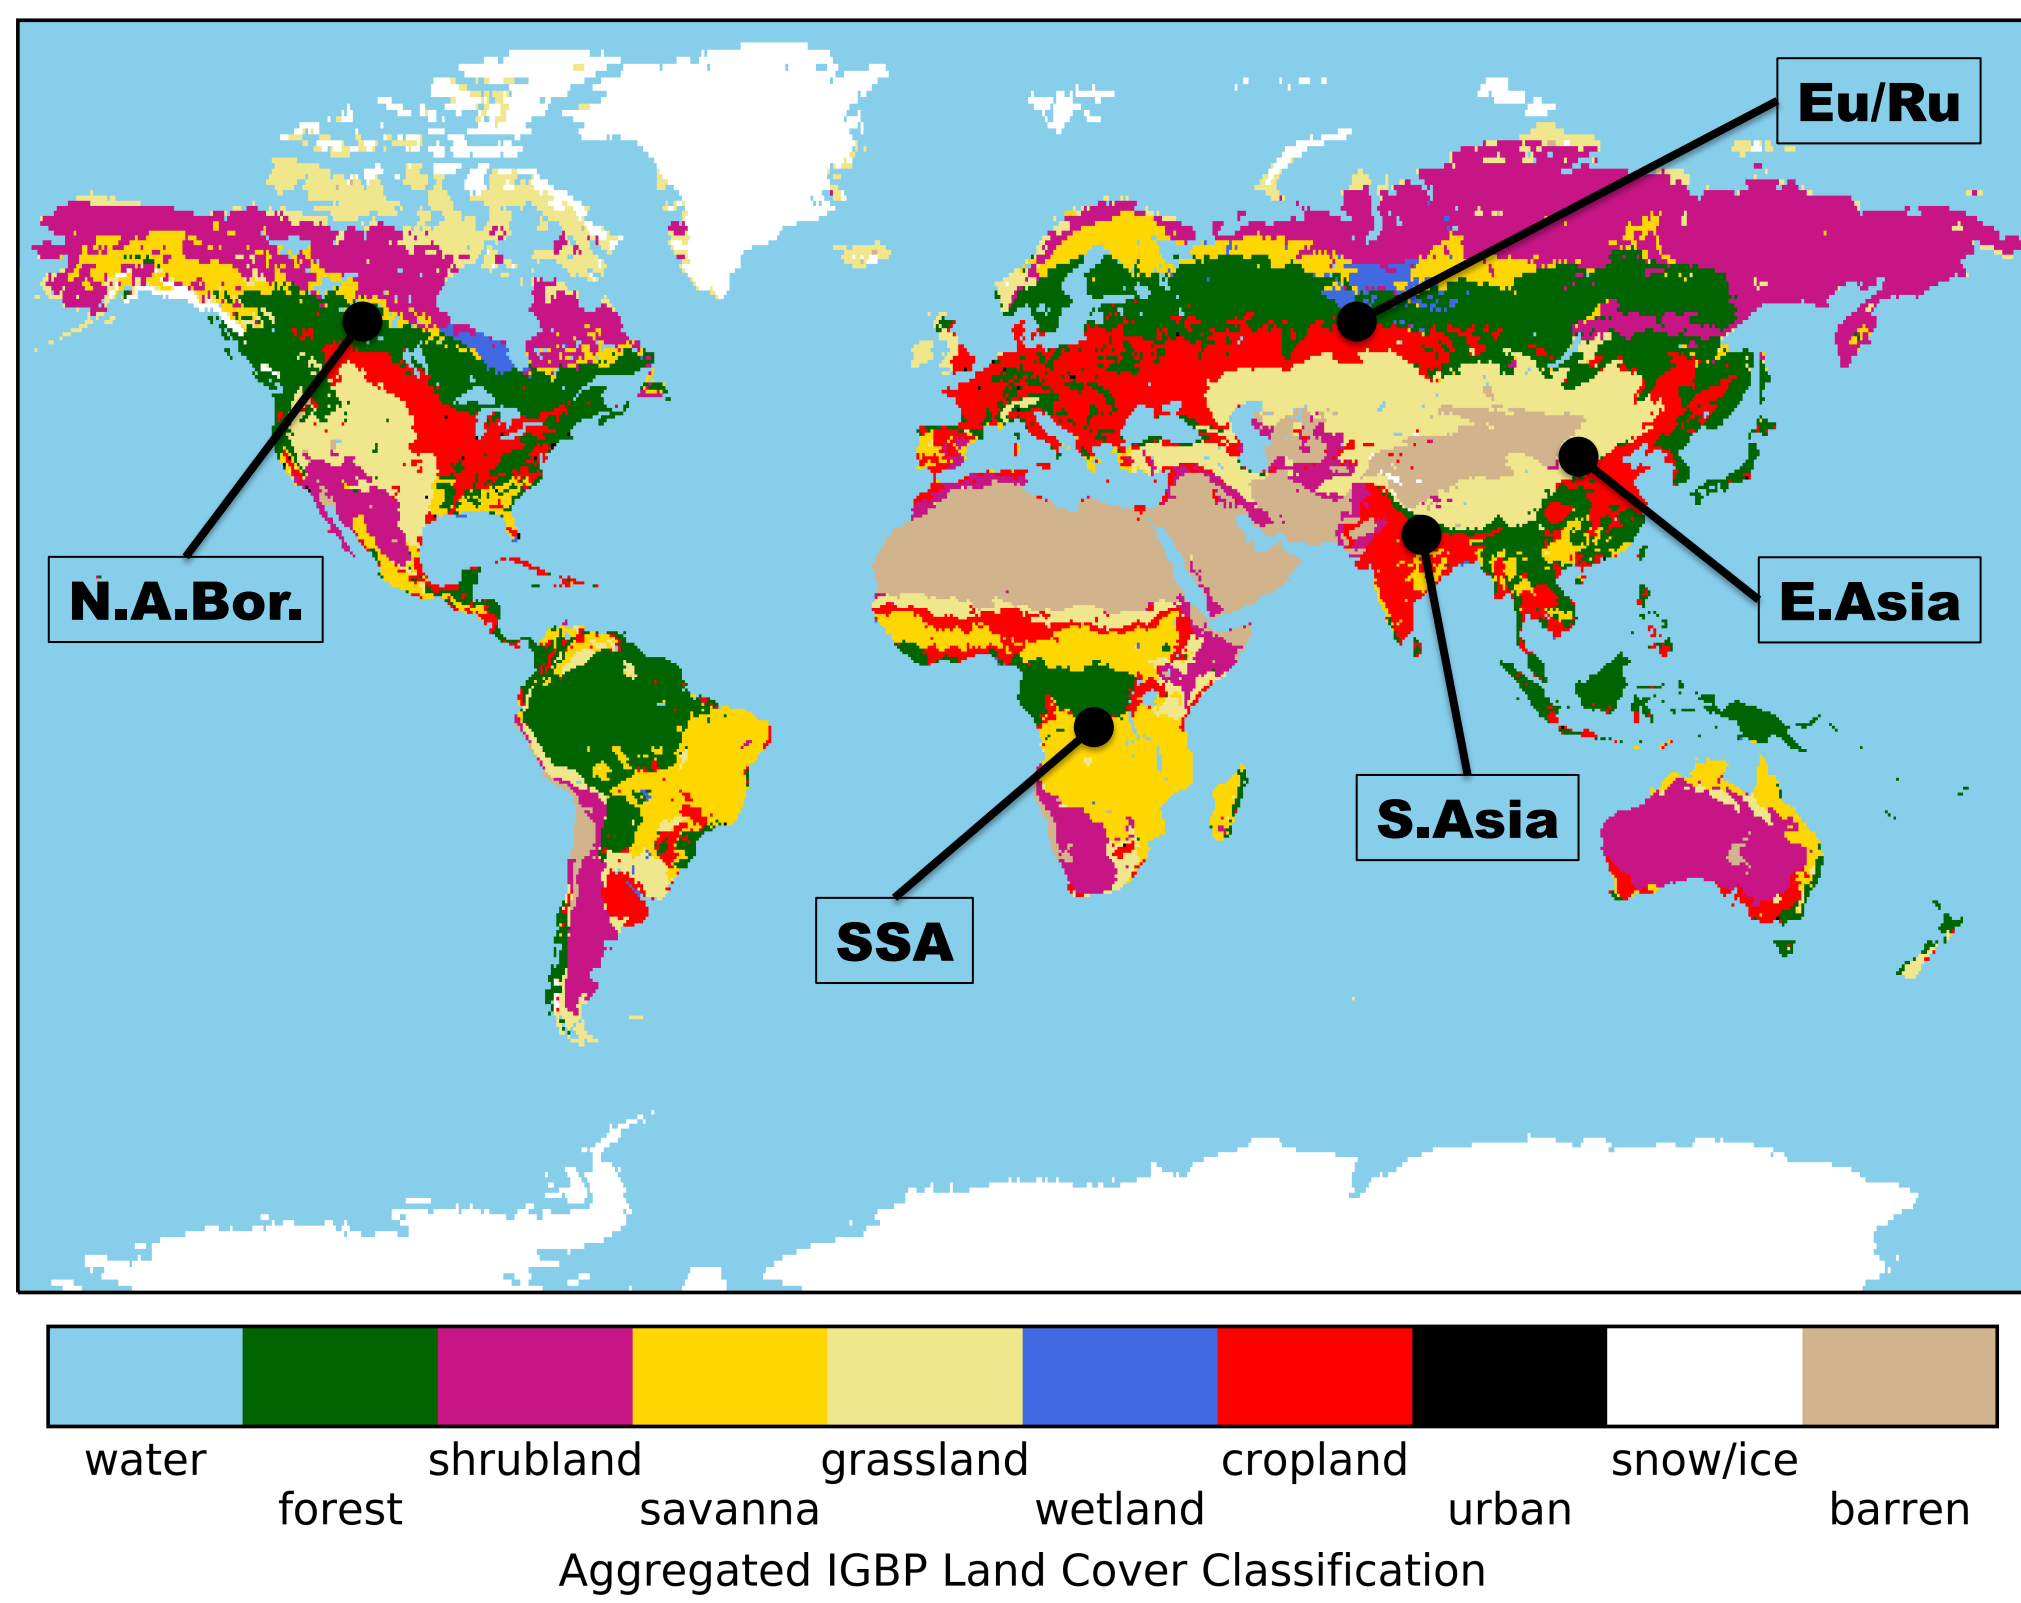 Eu/Ru
N.A.Bor.
E.Asia
S.Asia
SSA
water
shrubland
grassland
cropland
snow/ice
forest
savanna
wetland
urban
barren
Aggregated IGBP Land Cover Classification